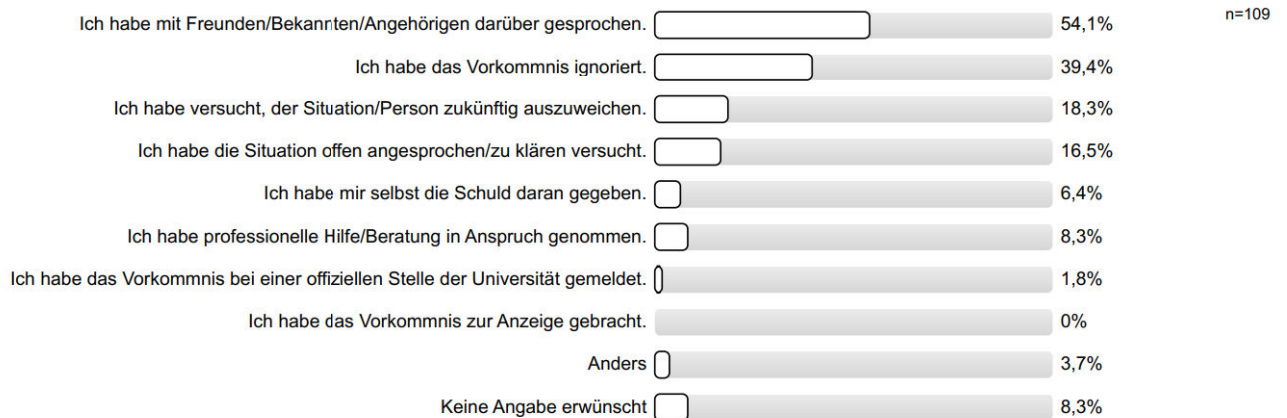 n=109
Ich habe mit Freunden/Bekannten/Angehörigen darüber gesprochen. 54,1%
Ich habe das Vorkommnis ignoriert. 39,4%
Ich habe versucht, der Situation/Person zukünftig auszuweichen. 18,3%
Ich habe die Situation offen angesprochen/zu klären versucht. 16,5%
Ich habe mir selbst die Schuld daran gegeben. 6,4%
Ich habe professionelle Hilfe/Beratung in Anspruch genommen. 8,3%
Ich habe das Vorkommnis bei einer offiziellen Stelle der Universität gemeldet. 1,8%
Ich habe das Vorkommnis zur Anzeige gebracht. 0%
Anders 3,7%
Keine Angabe erwünscht 8,3%